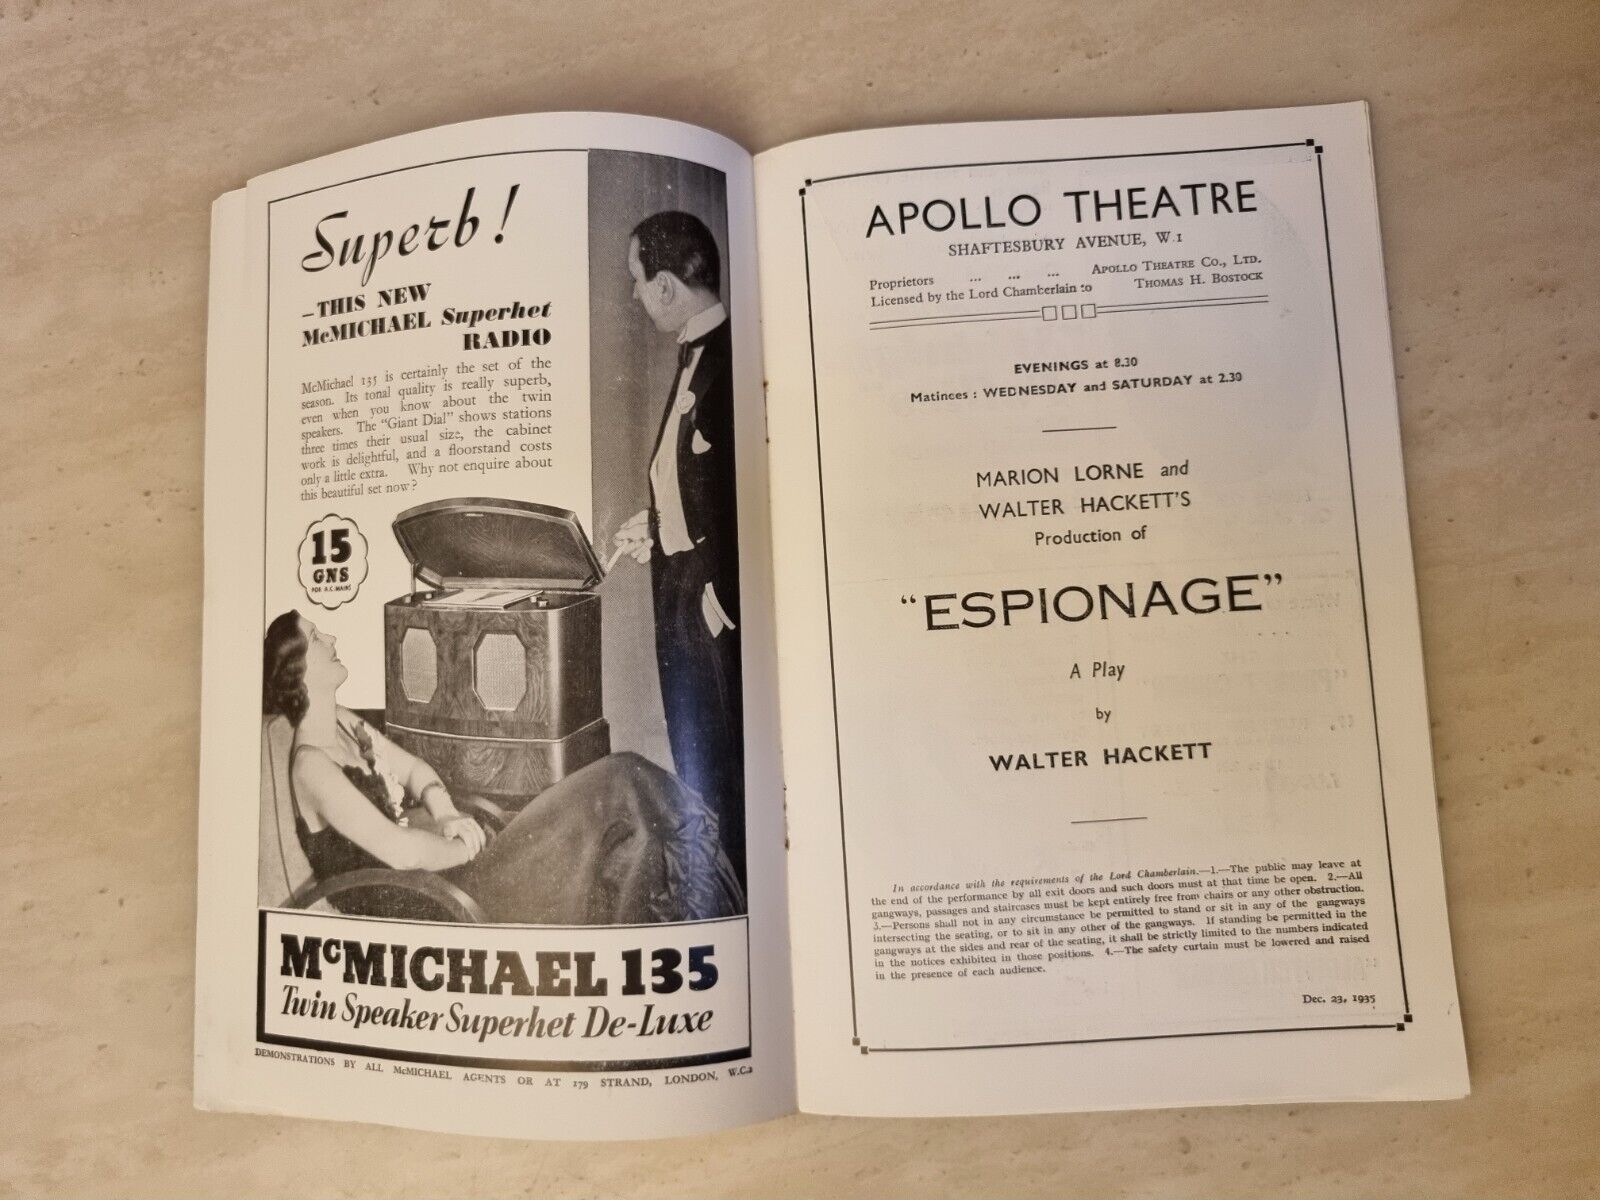 Superb!
—THIS NEW
McMICHAEL Superhet
RADIO
McMichael 135 is certainly the set of the
season. Its tonal quality is really superb,
even when you know about the twin
speakers. The "Giant Dial" shows stations
three times their usual size, the cabinet
work is delightful, and a floorstand costs
only a little extra. Why not enquire about
this beautiful set now?
15
GNS
FOR A.C. MAINS
McMICHAEL 135
Twin Speaker Superhet De-Luxe
DEMONSTRATIONS BY ALL McMICHAEL AGENTS OR AT 179 STRAND, LONDON, W.C.2
APOLLO THEATRE
SHAFTESBURY AVENUE, W.1
Proprietors ... ... ... APOLLO THEATRE CO., LTD.
Licensed by the Lord Chamberlain to THOMAS H. BOSTOCK
EVENINGS at 8.30
Matinees : WEDNESDAY and SATURDAY at 2.30
MARION LORNE and
WALTER HACKETT'S
Production of
"ESPIONAGE"
A Play
by
WALTER HACKETT
In accordance with the requirements of the Lord Chamberlain.—1.—The public may leave at
the end of the performance by all exit doors and such doors must at that time be open. 2.—All
gangways, passages and staircases must be kept entirely free from chairs or any other obstruction.
3.—Persons shall not in any circumstance be permitted to stand or sit in any of the gangways
intersecting the seating, or to sit in any other of the gangways. If standing be permitted in the
gangways at the sides and rear of the seating, it shall be strictly limited to the numbers indicated
in the notices exhibited in those positions. 4.—The safety curtain must be lowered and raised
in the presence of each audience.
Dec. 23, 1935